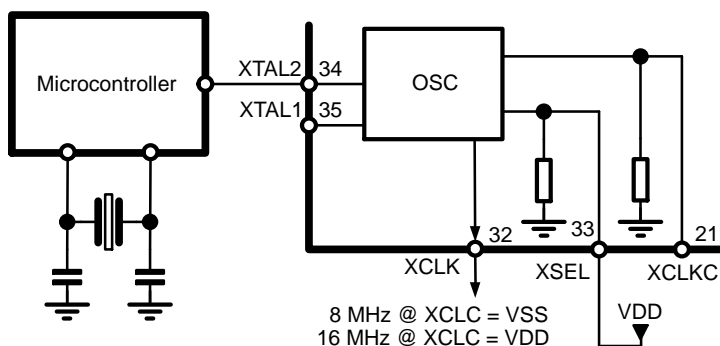 Microcontroller
XTAL2 34
XTAL1 35
OSC
XCLK 32
XSEL 33
XCLKC 21
VDD
8 MHz @ XCLC = VSS
16 MHz @ XCLC = VDD